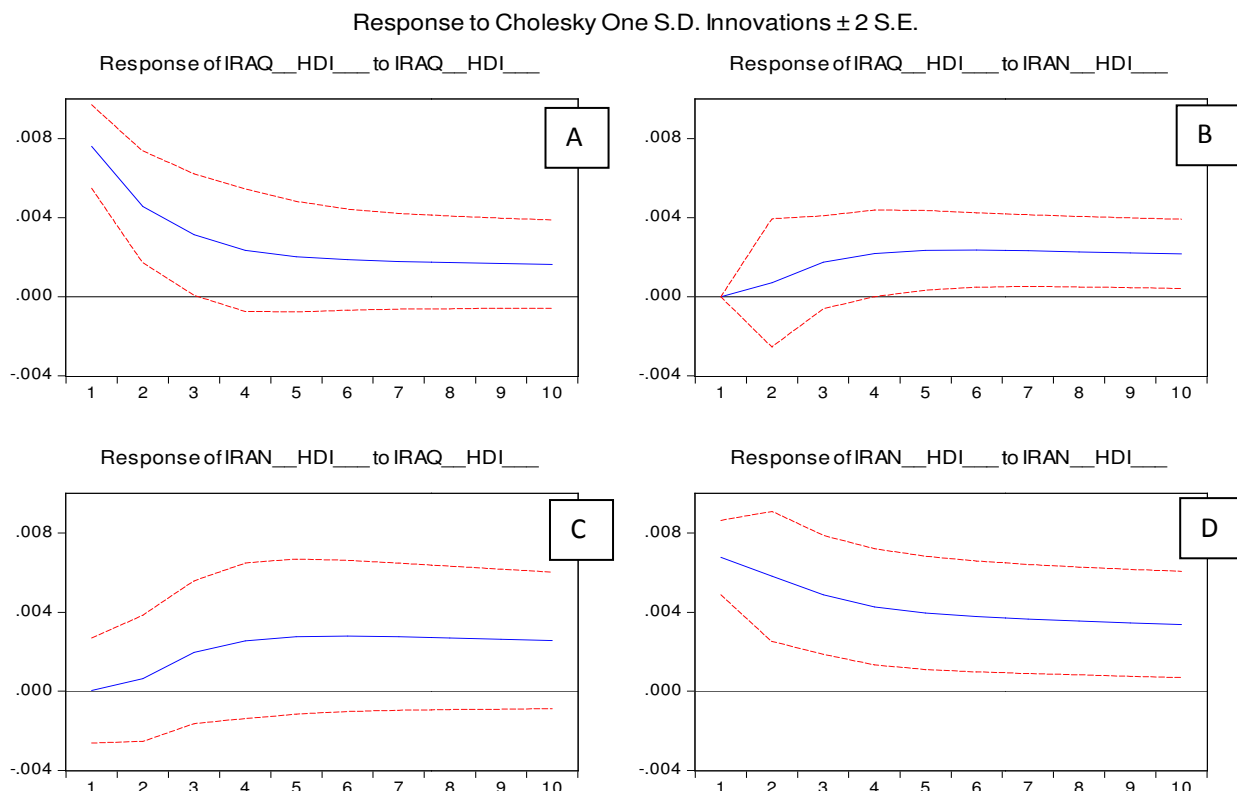 Response to Cholesky One S.D. Innovations ± 2 S.E.
Response of IRAQ__HDI___ to IRAQ__HDI___
.008
.004
.000
-.004
1 2 3 4 5 6 7 8 9 10
A
Response of IRAQ__HDI___ to IRAN__HDI___
.008
.004
.000
-.004
1 2 3 4 5 6 7 8 9 10
B
Response of IRAN__HDI___ to IRAQ__HDI___
.008
.004
.000
-.004
1 2 3 4 5 6 7 8 9 10
C
Response of IRAN__HDI___ to IRAN__HDI___
.008
.004
.000
-.004
1 2 3 4 5 6 7 8 9 10
D